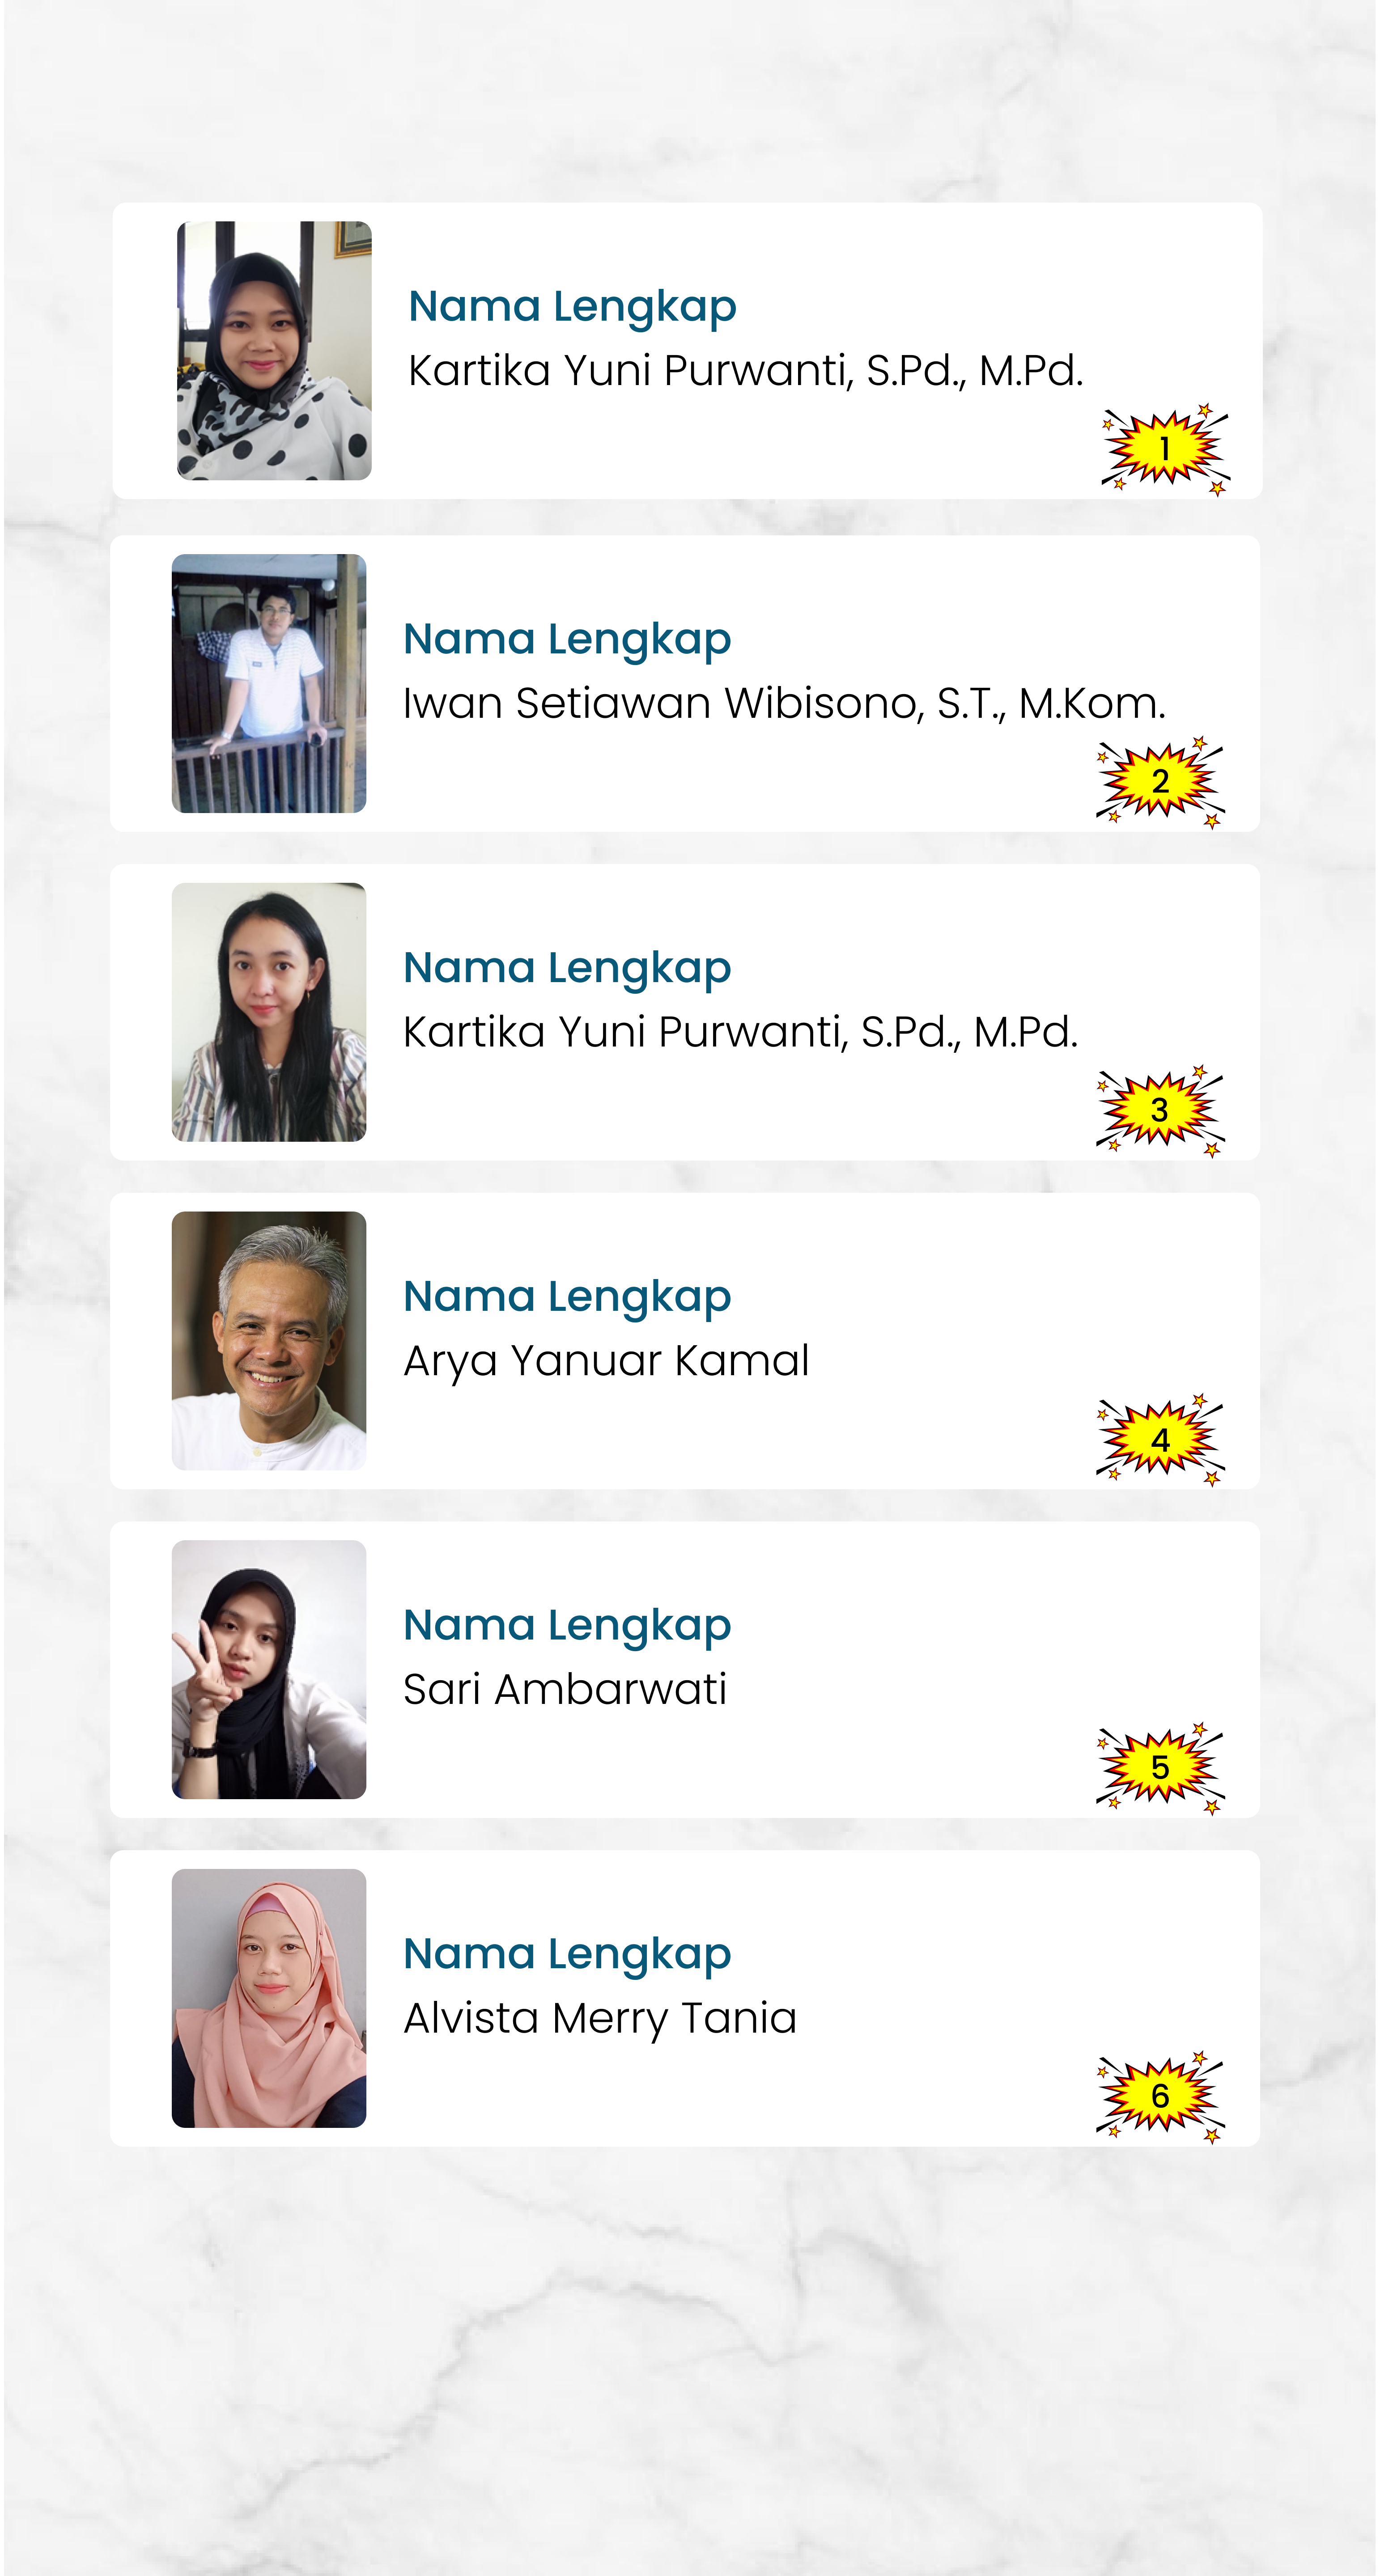 Nama Lengkap
Kartika Yuni Purwanti, S.Pd., M.Pd.
1
Nama Lengkap
Iwan Setiawan Wibisono, S.T., M.Kom.
2
Nama Lengkap
Kartika Yuni Purwanti, S.Pd., M.Pd.
3
Nama Lengkap
Arya Yanuar Kamal
4
Nama Lengkap
Sari Ambarwati
5
Nama Lengkap
Alvista Merry Tania
6